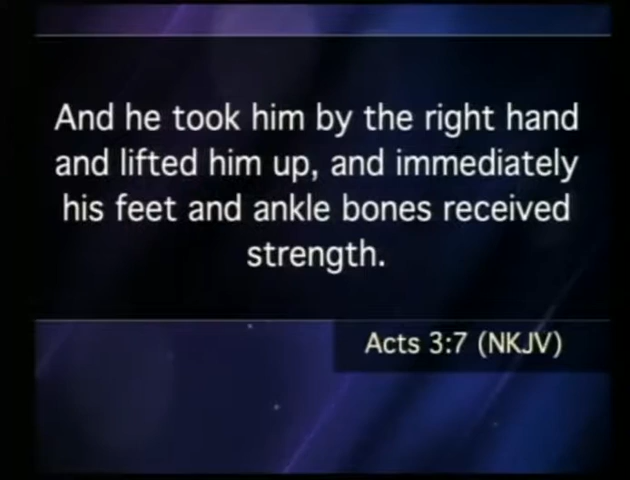 And he took him by the right hand
and lifted him up, and immediately
his feet and ankle bones received
strength.
Acts 3:7 (NKJV)